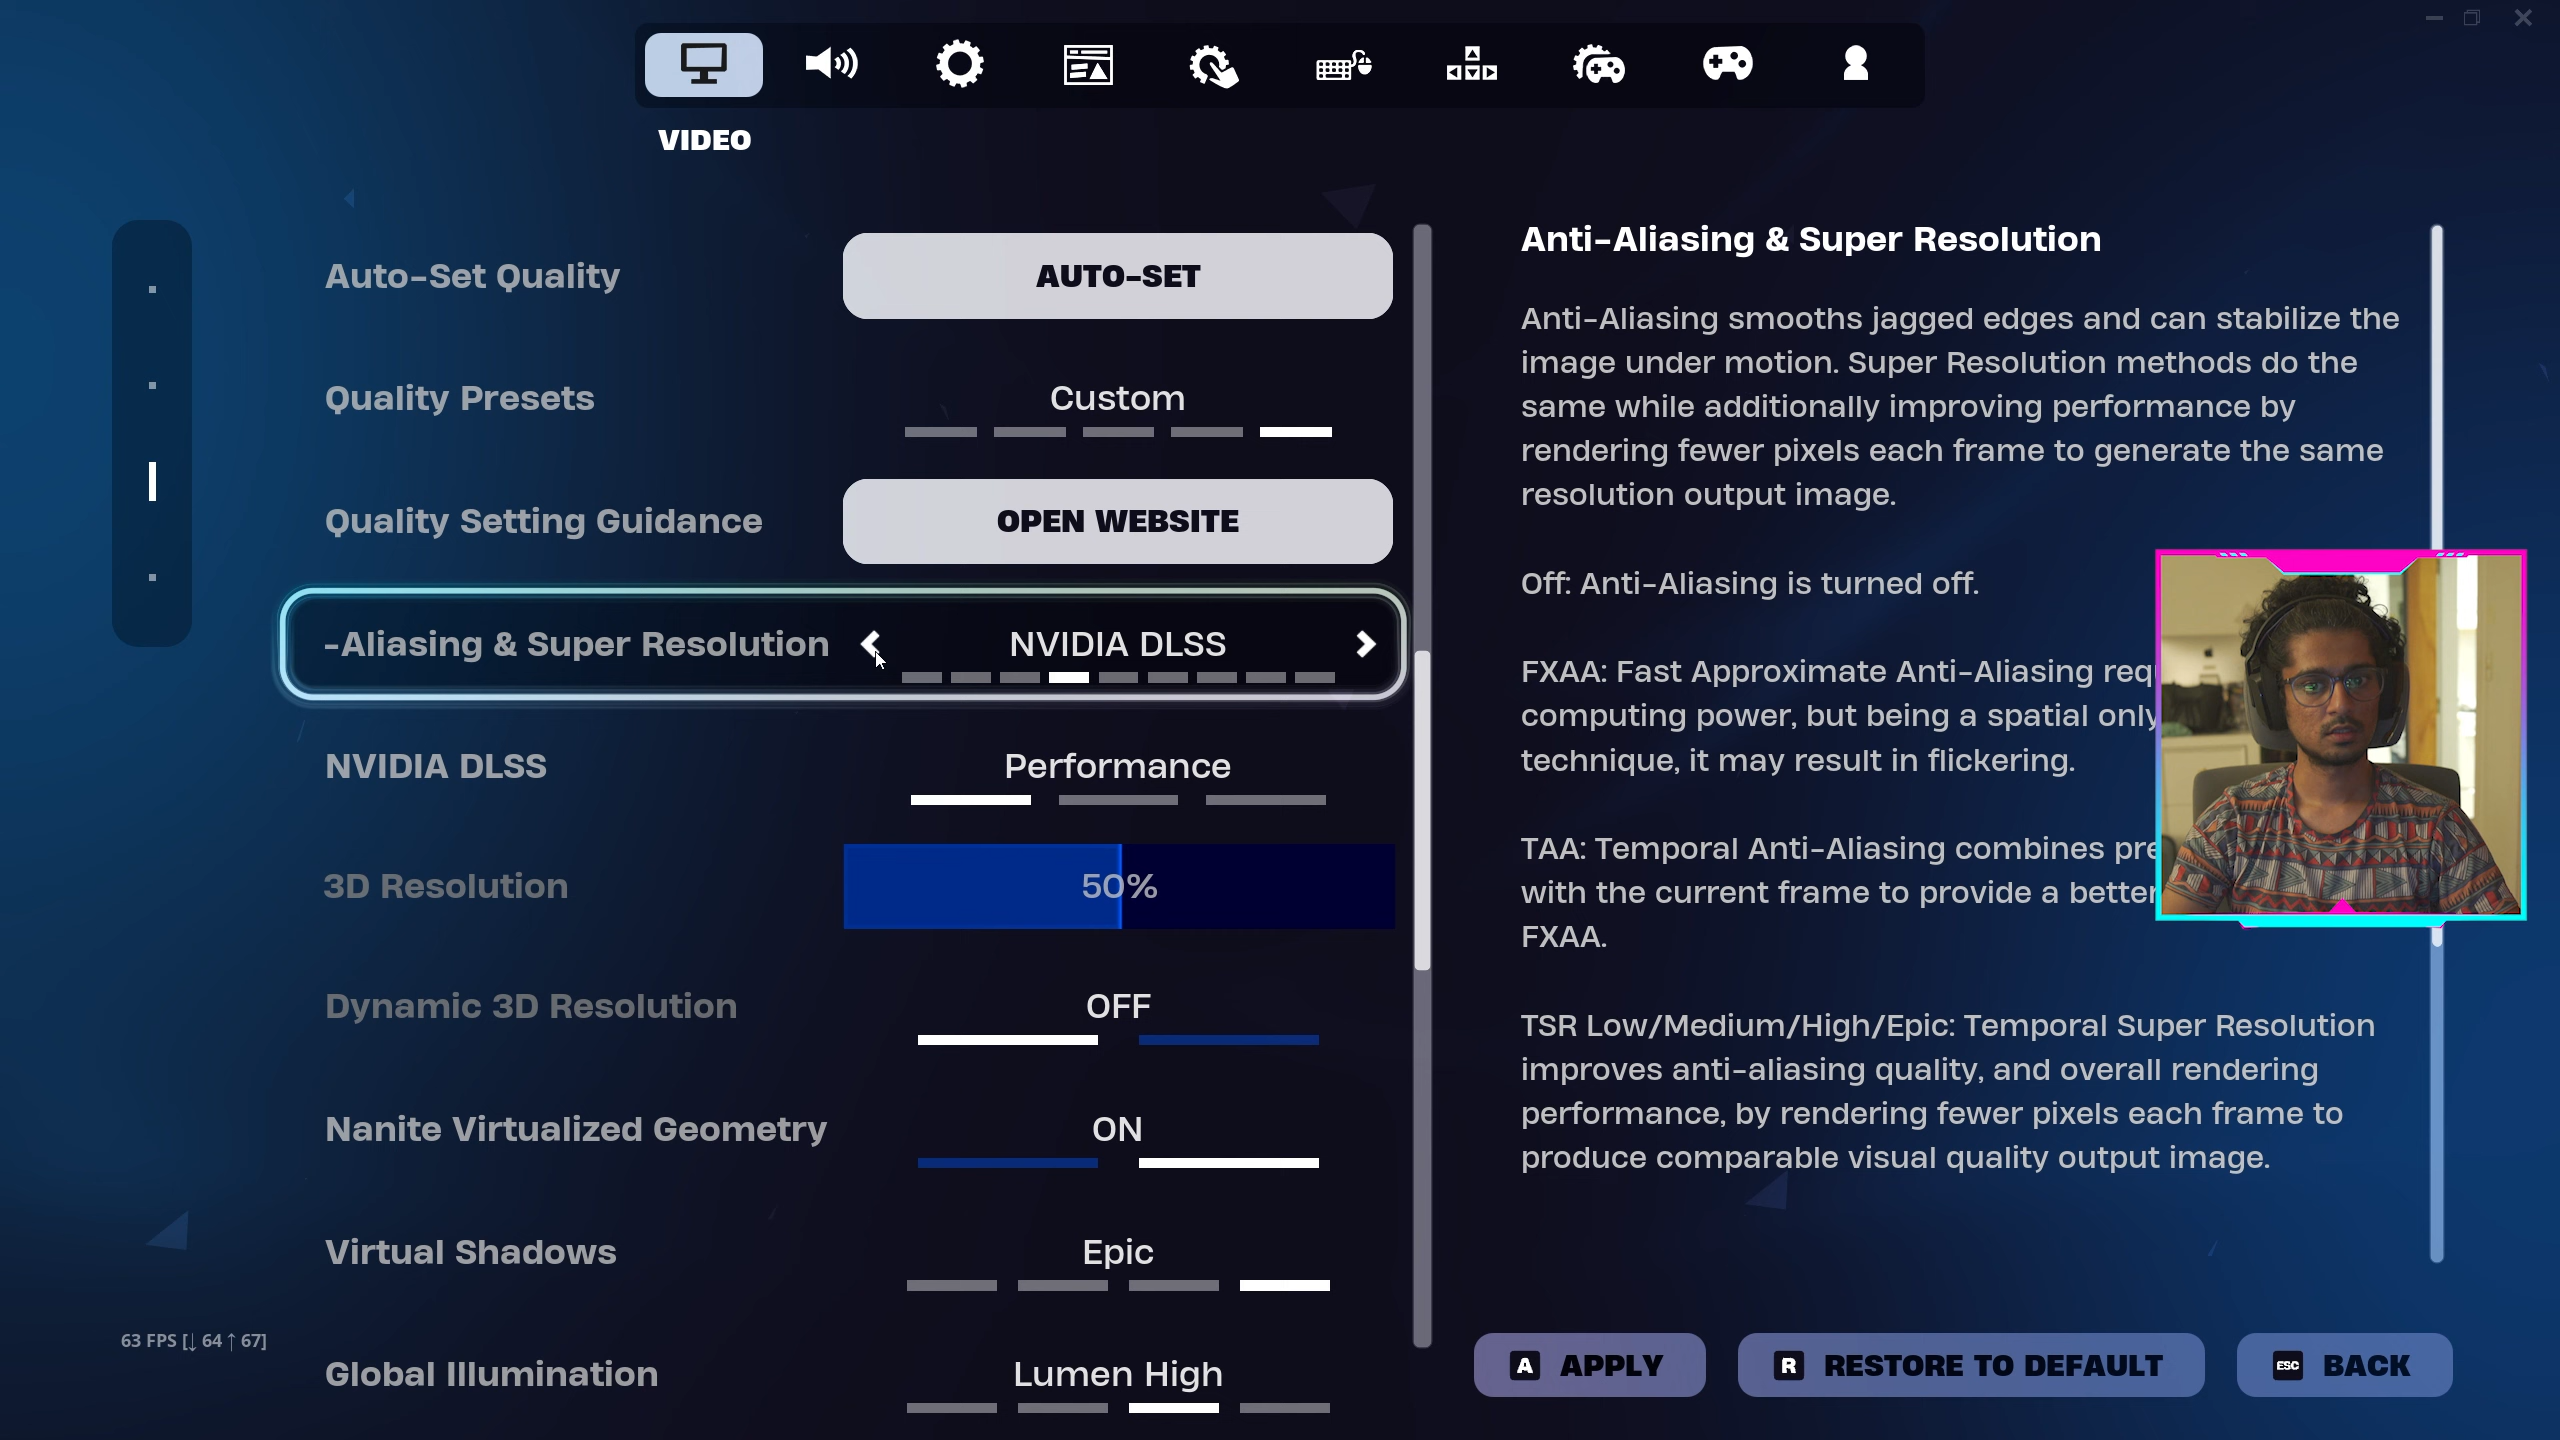 VIDEO
Auto-Set Quality
AUTO-SET
Quality Presets
Custom
Quality Setting Guidance
OPEN WEBSITE
-Aliasing & Super Resolution
NVIDIA DLSS
NVIDIA DLSS
Performance
3D Resolution
50%
Dynamic 3D Resolution
OFF
Nanite Virtualized Geometry
ON
Virtual Shadows
Epic
Global Illumination
Lumen High
63 FPS [↓ 64 ↑ 67]
Anti-Aliasing & Super Resolution
Anti-Aliasing smooths jagged edges and can stabilize the
image under motion. Super Resolution methods do the
same while additionally improving performance by
rendering fewer pixels each frame to generate the same
resolution output image.
Off: Anti-Aliasing is turned off.
FXAA: Fast Approximate Anti-Aliasing
computing power, but being a spatial only
technique, it may result in flickering.
TAA: Temporal Anti-Aliasing combines
with the current frame to provide a better
FXAA.
TSR Low/Medium/High/Epic: Temporal Super Resolution
improves anti-aliasing quality, and overall rendering
performance, by rendering fewer pixels each frame to
produce comparable visual quality output image.
A APPLY
R RESTORE TO DEFAULT
ESC BACK